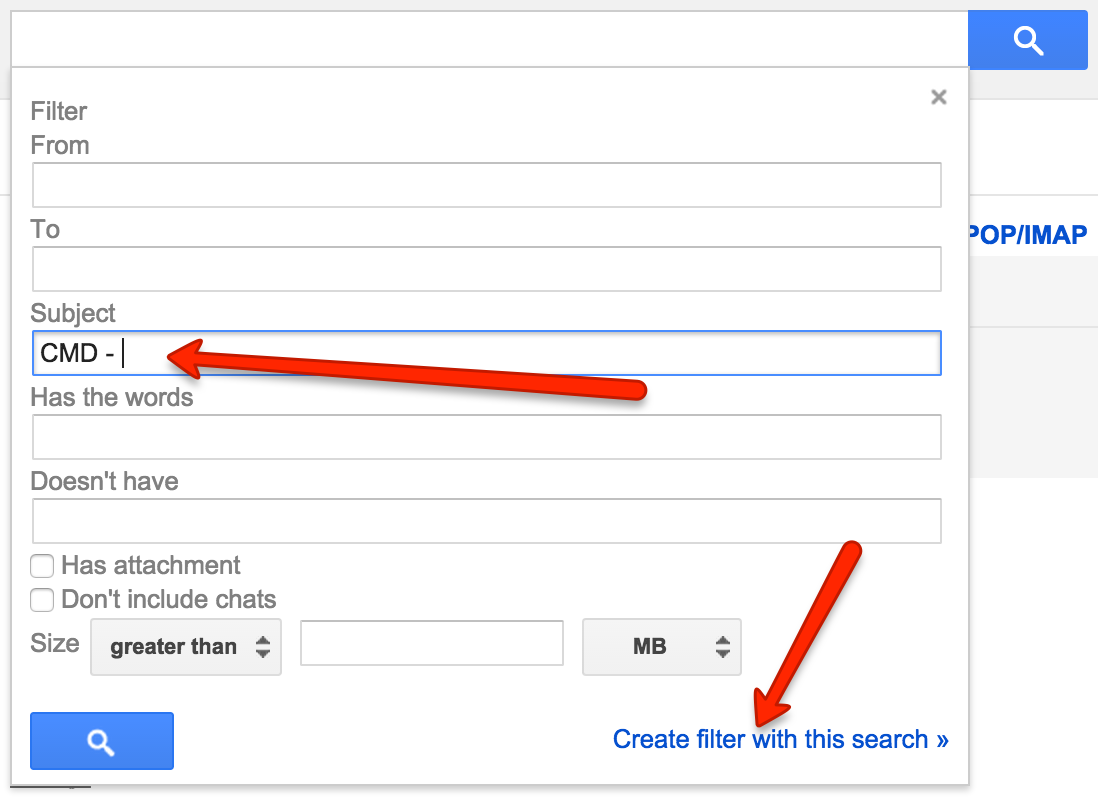 Filter
From
To
POP/IMAP
Subject
CMD -
Has the words
Doesn't have
Has attachment
Don't include chats
Size greater than MB
Create filter with this search »